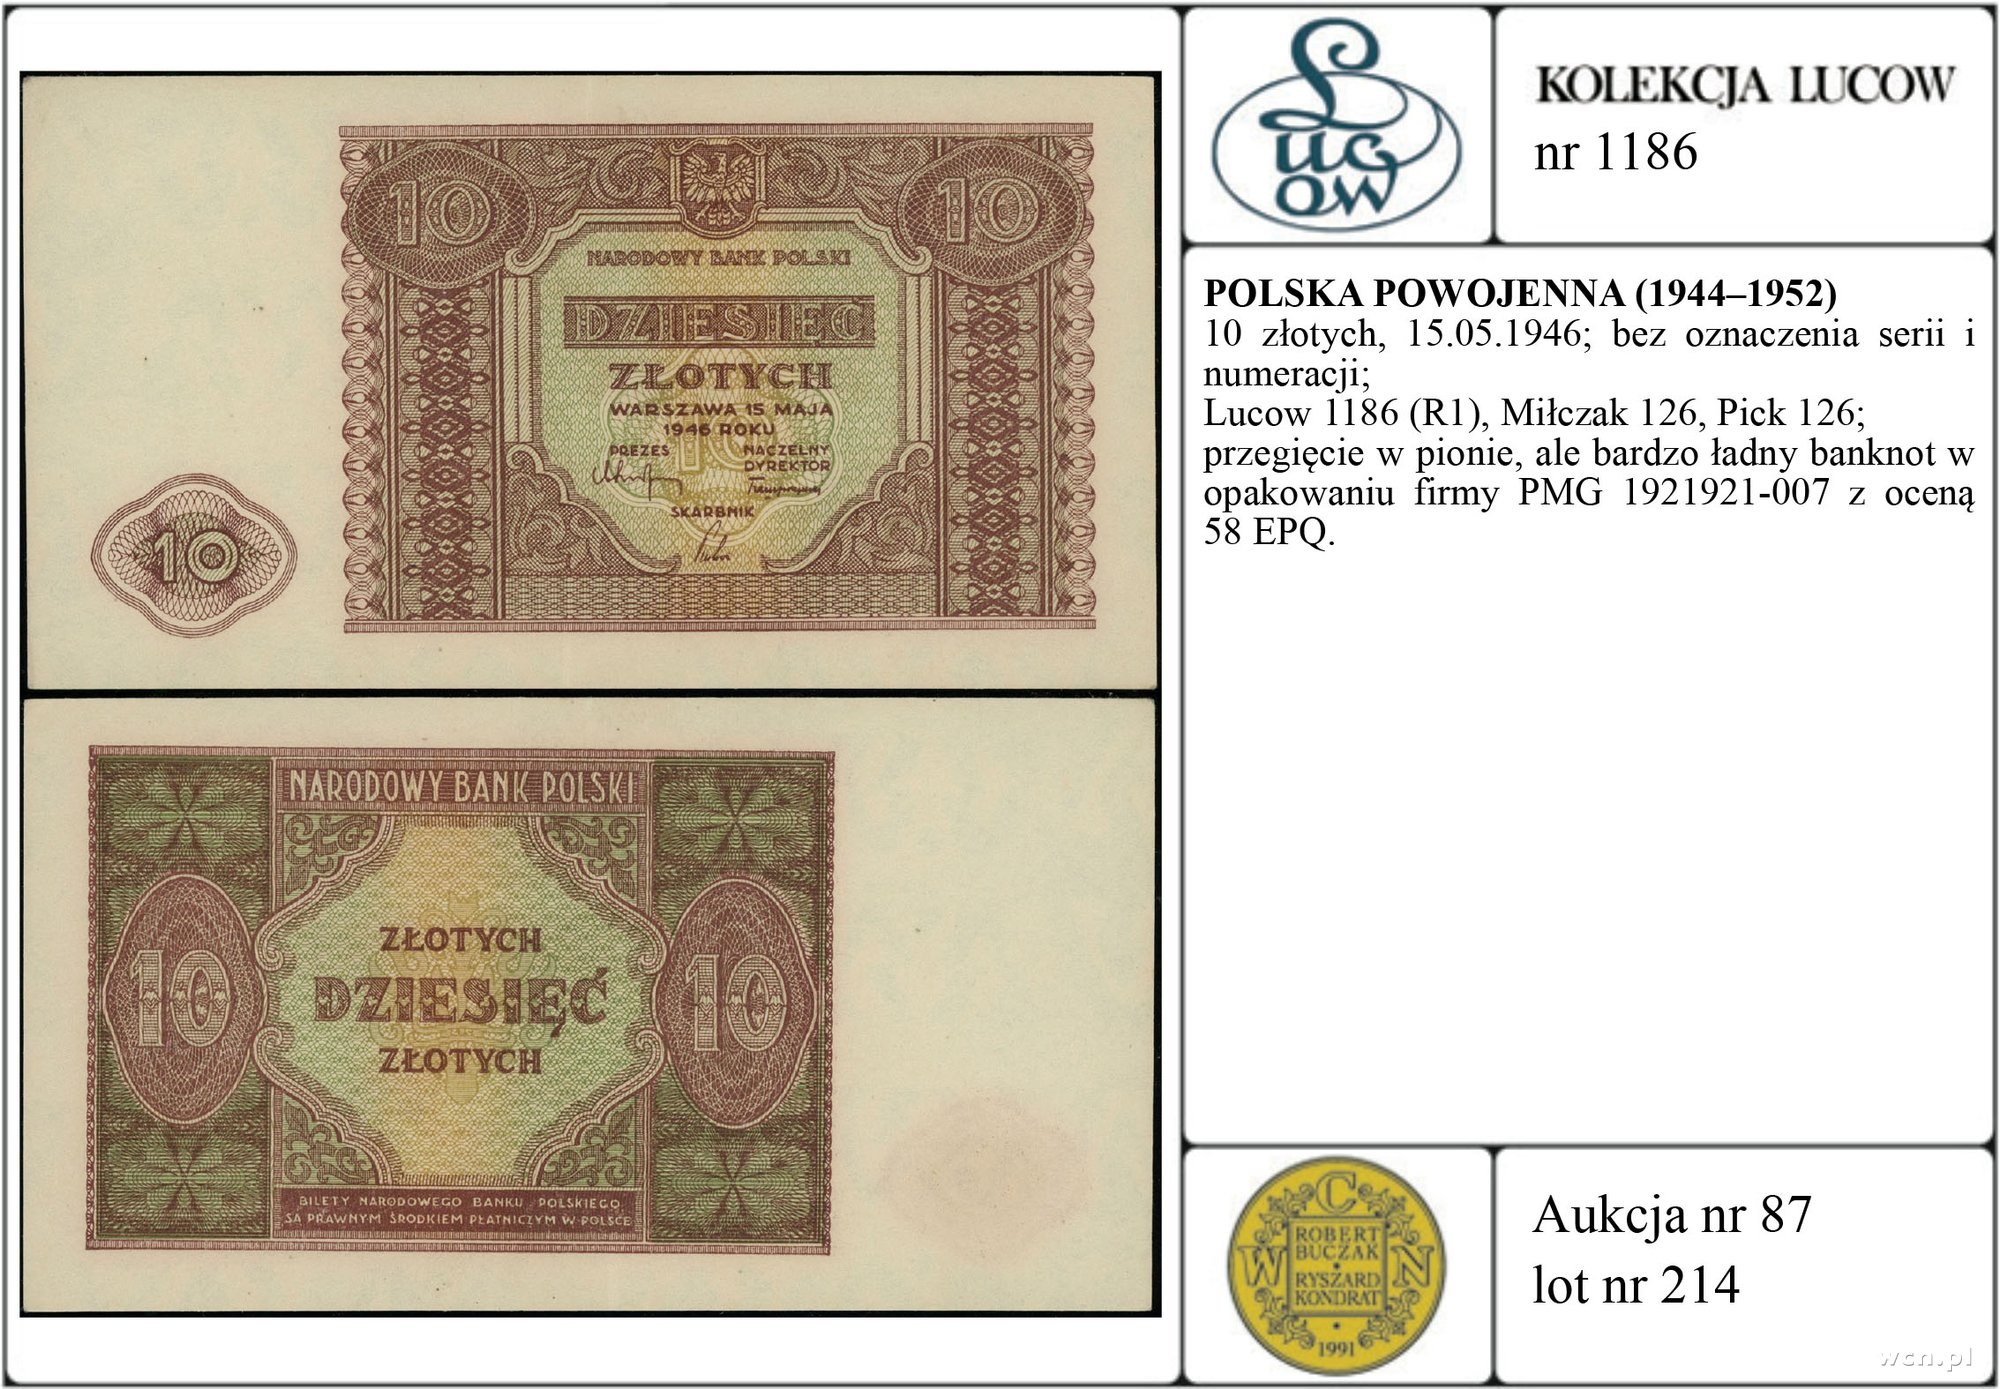 10
10
NARODOWY BANK POLSKI
DZIESIĘĆ
ZŁOTYCH
WARSZAWA 15 MAJA
1946 ROKU
PREZES
NACZELNY
DYREKTOR
SKARBNIK
10
10
NARODOWY BANK POLSKI
ZŁOTYCH
DZIESIĘĆ
ZŁOTYCH
10
10
BILETY NARODOWEGO BANKU POLSKIEGO
SĄ PRAWNYM ŚRODKIEM PŁATNICZYM W POLSCE
Lucow
KOLEKCJA LUCOW
nr 1186
POLSKA POWOJENNA (1944–1952)
10 złotych, 15.05.1946; bez oznaczenia serii i
numeracji;
Lucow 1186 (R1), Miłczak 126, Pick 126;
przegięcie w pionie, ale bardzo ładny banknot w
opakowaniu firmy PMG 1921921-007 z oceną
58 EPQ.
W C N
ROBERT
BUCZAK
RYSZARD
KONDRAT
1991
Aukcja nr 87
lot nr 214
wcn.pl